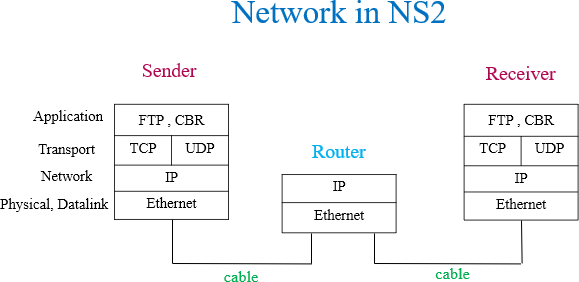 Network in NS2
Sender
Receiver
Application
FTP , CBR
FTP , CBR
Transport
TCP
UDP
Router
TCP
UDP
Network
IP
IP
IP
Physical, Datalink
Ethernet
Ethernet
Ethernet
cable
cable